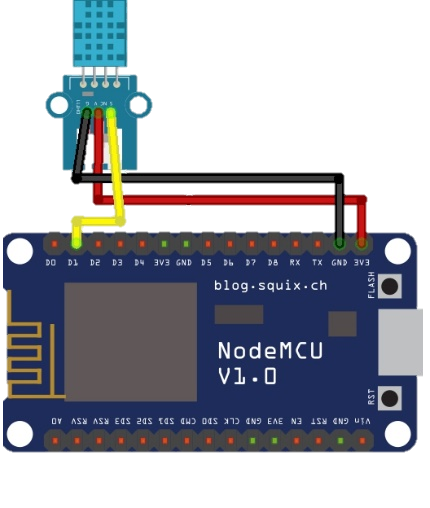 D0 D1 D2 D3 D4 3V3 GND D5 D6 D7 D8 RX TX GND 3V3
FLASH
blog.squix.ch
NodeMCU
V1.0
RST
A0 RSV RSV SD3 SD2 SD1 CMD SD0 CLK GND 3V3 EN RST GND Vin